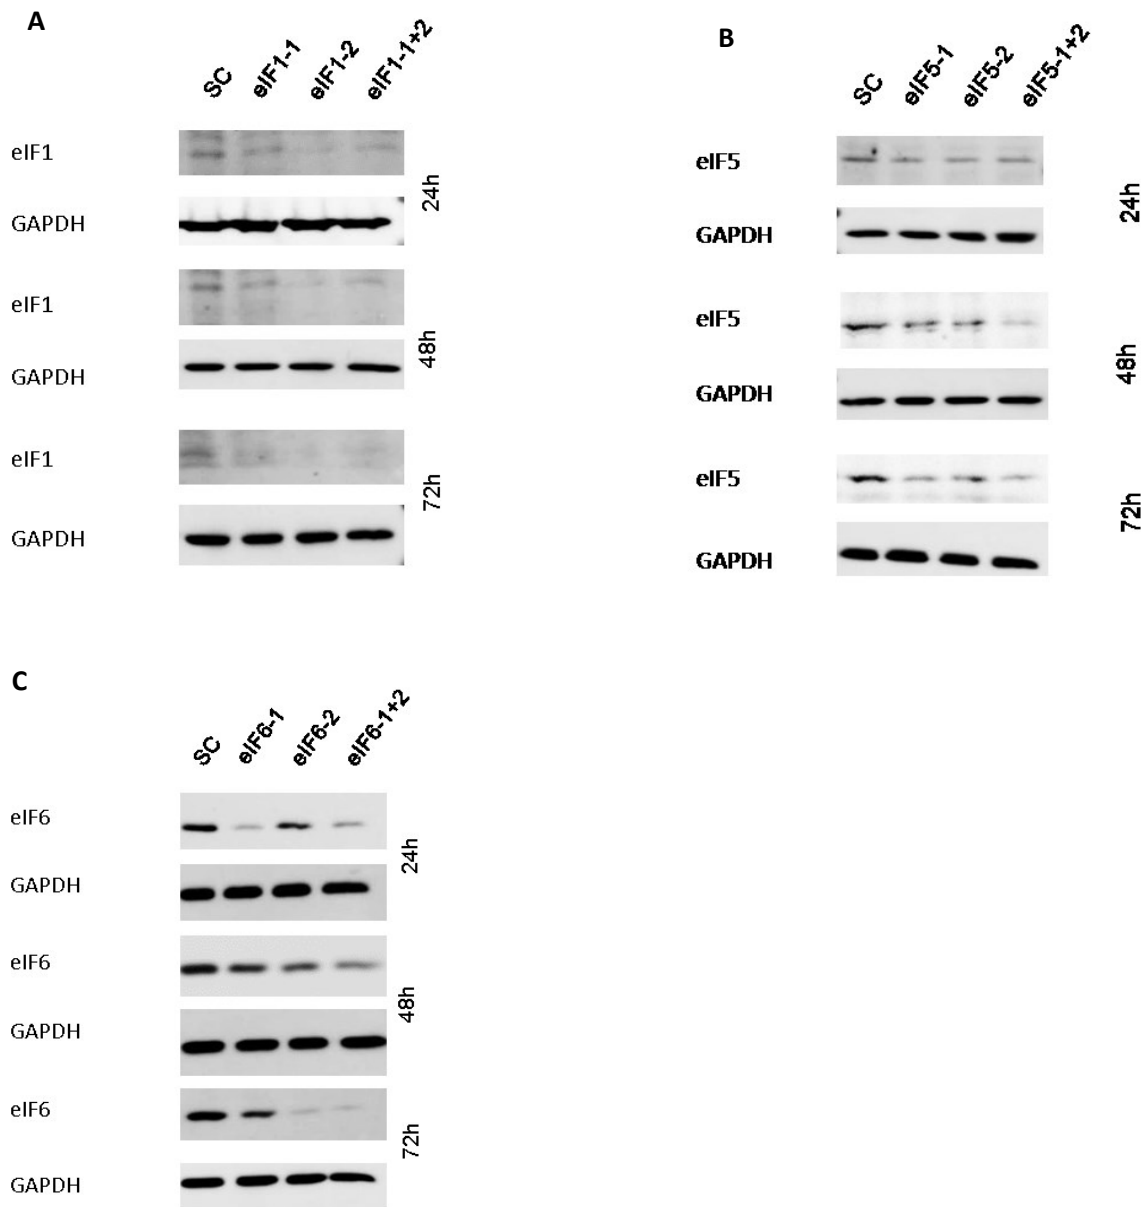 A
SC eIF1-1 eIF1-2 eIF1-1+2
eIF1
24h
GAPDH
eIF1
48h
GAPDH
eIF1
72h
GAPDH
B
SC eIF5-1 eIF5-2 eIF5-1+2
eIF5
24h
GAPDH
eIF5
48h
GAPDH
eIF5
72h
GAPDH
C
SC eIF6-1 eIF6-2 eIF6-1+2
eIF6
24h
GAPDH
eIF6
48h
GAPDH
eIF6
72h
GAPDH